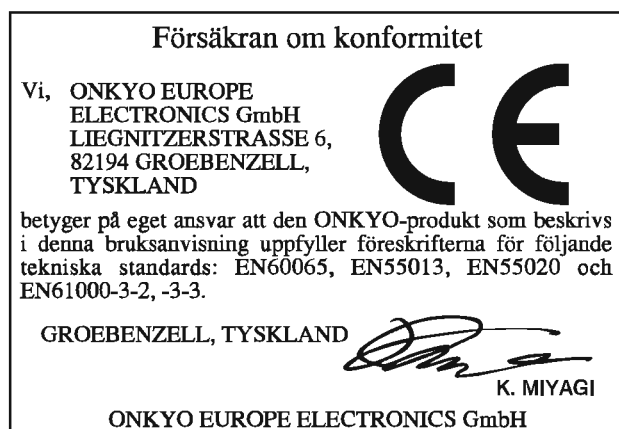 Försäkran om konformitet
Vi, ONKYO EUROPE
ELECTRONICS GmbH
LIEGNITZERSTRASSE 6,
82194 GROEBENZELL,
TYSKLAND
CE
betyger på eget ansvar att den ONKYO-produkt som beskrivs
i denna bruksanvisning uppfyller föreskrifterna för följande
tekniska standards: EN60065, EN55013, EN55020 och
EN61000-3-2, -3-3.
GROEBENZELL, TYSKLAND
K. MIYAGI
ONKYO EUROPE ELECTRONICS GmbH